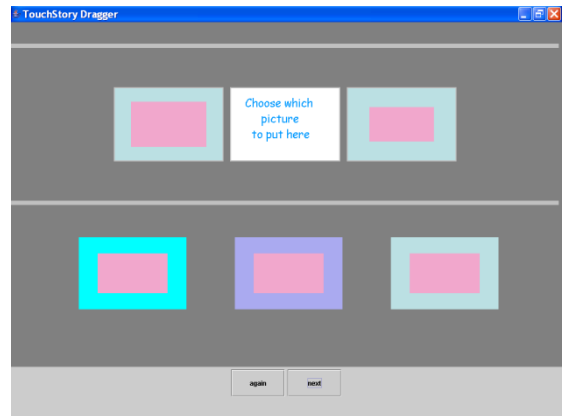 TouchStory Dragger
Choose which
picture
to put here
again
next